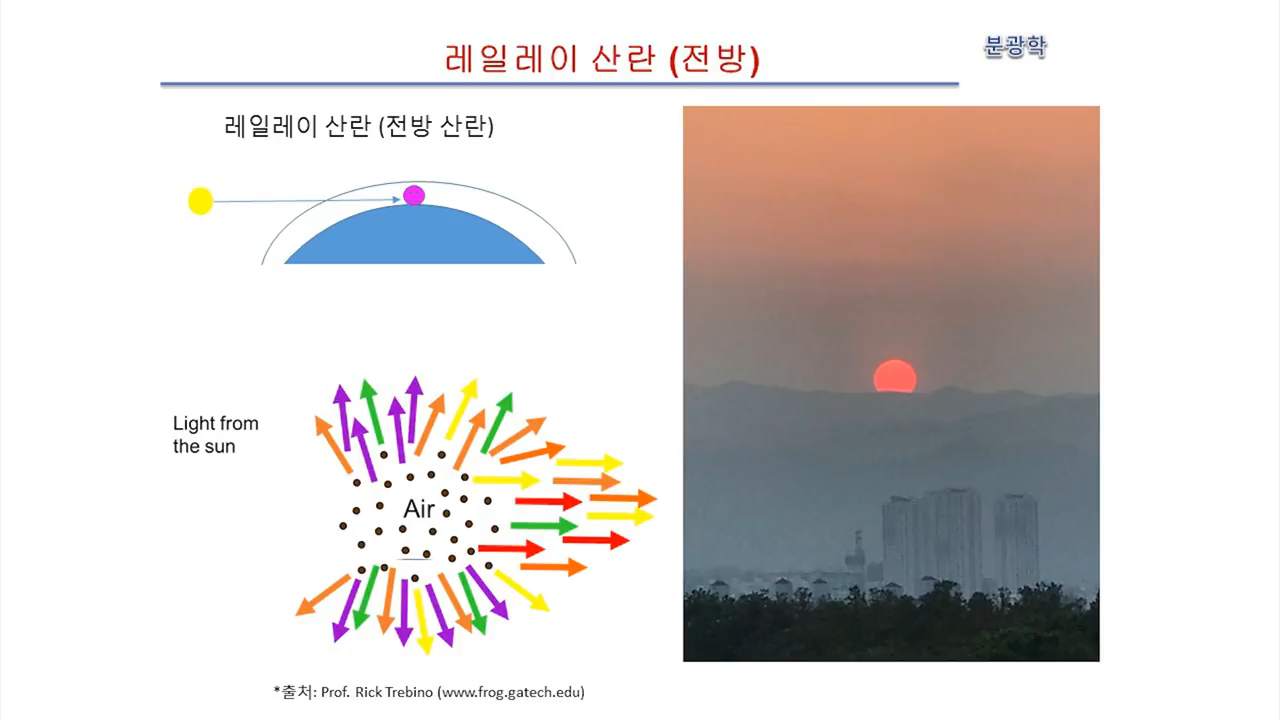 레일레이 산란 (전방)
분광학
레일레이 산란 (전방 산란)
Light from
the sun
Air
*출처: Prof. Rick Trebino (www.frog.gatech.edu)